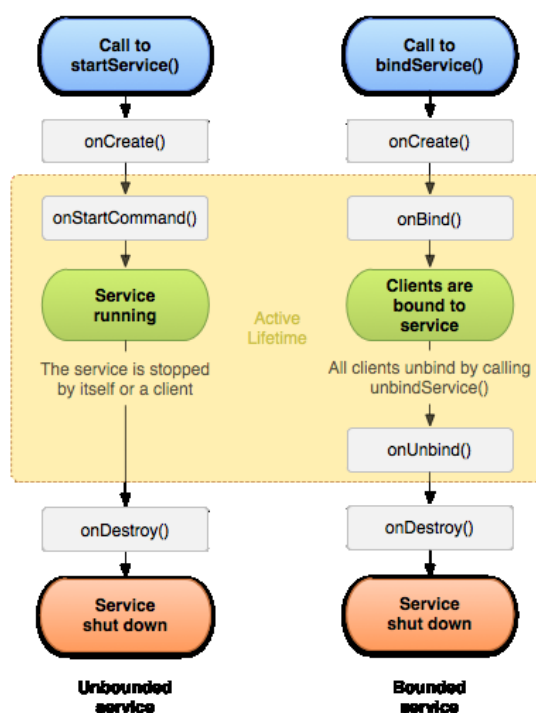 Call to
startService()
onCreate()
onStartCommand()
Service
running
The service is stopped
by itself or a client
onDestroy()
Service
shut down
Unbounded
service
Active
Lifetime
Call to
bindService()
onCreate()
onBind()
Clients are
bound to
service
All clients unbind by calling
unbindService()
onUnbind()
onDestroy()
Service
shut down
Bounded
service